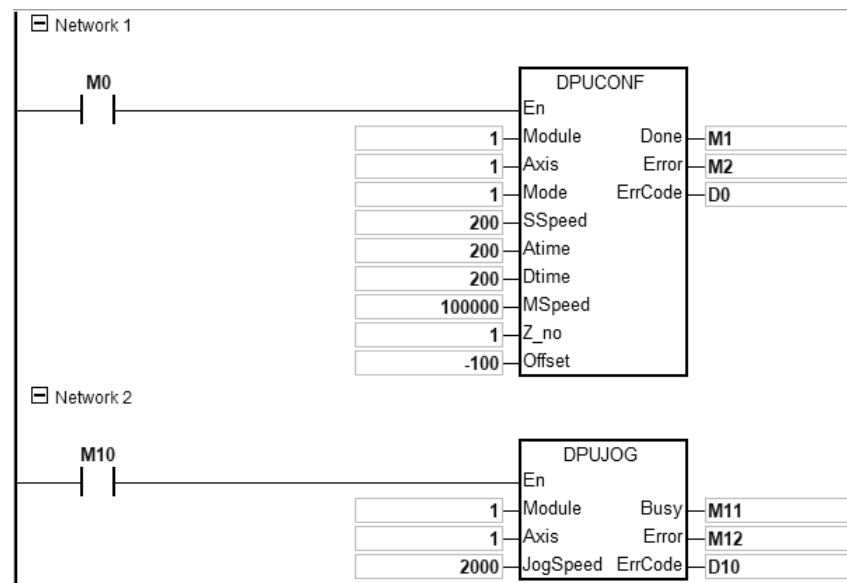 Network 1
M0
DPUCONF
En
1 Module Done M1
1 Axis Error M2
1 Mode ErrCode D0
200 SSpeed
200 Atime
200 Dtime
100000 MSpeed
1 Z_no
-100 Offset
Network 2
M10
DPUJOG
En
1 Module Busy M11
1 Axis Error M12
2000 JogSpeed ErrCode D10